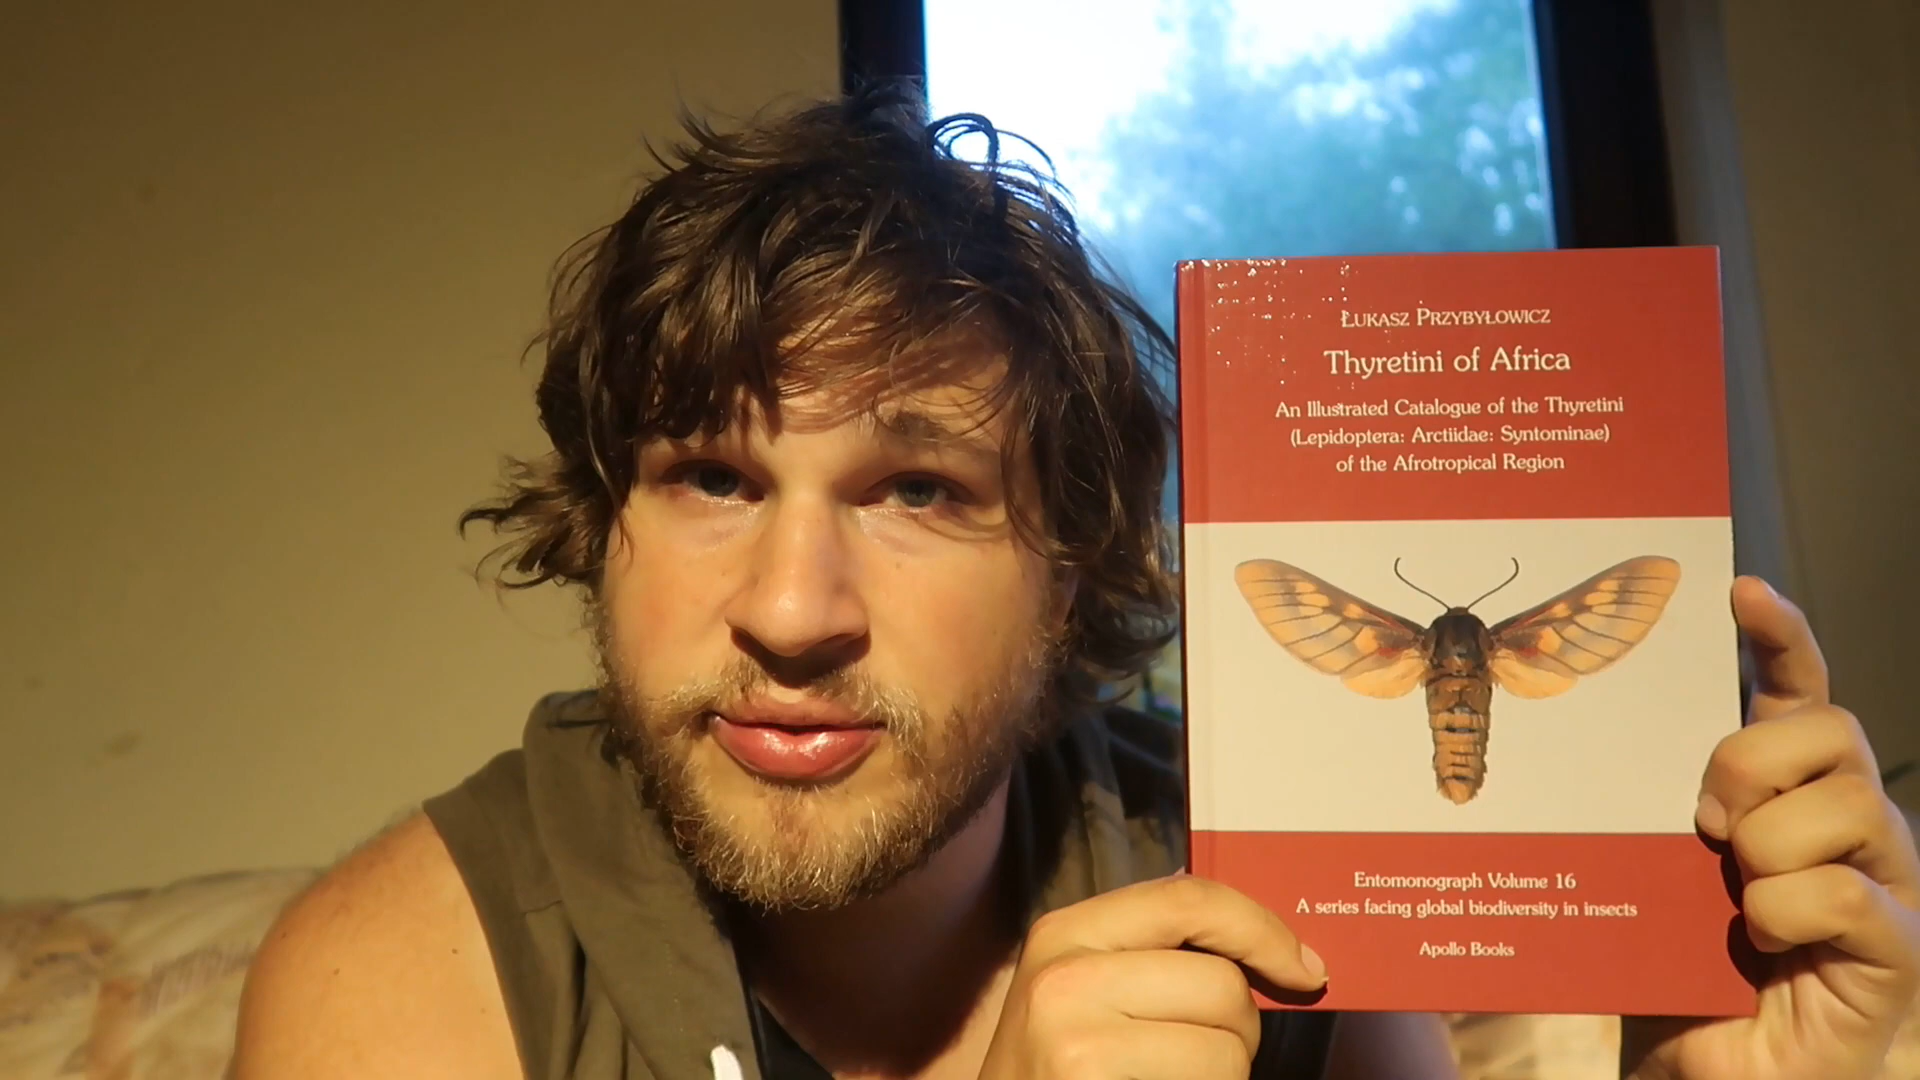 Łukasz Przybyłowicz
Thyretini of Africa
An Illustrated Catalogue of the Thyretini
(Lepidoptera: Arctiidae: Syntominae)
of the Afrotropical Region
Entomonograph Volume 16
A series facing global biodiversity in insects
Apollo Books